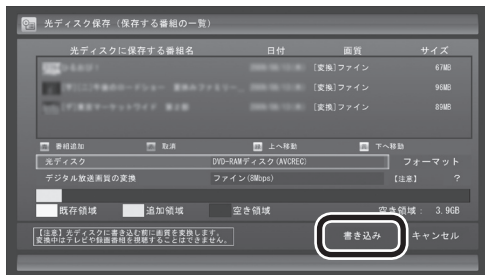 光ディスク保存（保存する番組の一覧）
光ディスクに保存する番組名 日付 画質 サイズ
[変換]ファイン 67MB
[変換]ファイン 96MB
[変換]ファイン 89MB
番組追加 取消 上へ移動 下へ移動
光ディスク DVD-RAMディスク(AVCREC) フォーマット
デジタル放送画質の変換 ファイン(8Mbps) 【注意】 ?
既存領域 追加領域 空き領域 空き領域： 3.9GB
【注意】光ディスクに書き込む前に画質を変換します。
変換中はテレビや録画番組を視聴することはできません。
書き込み キャンセル